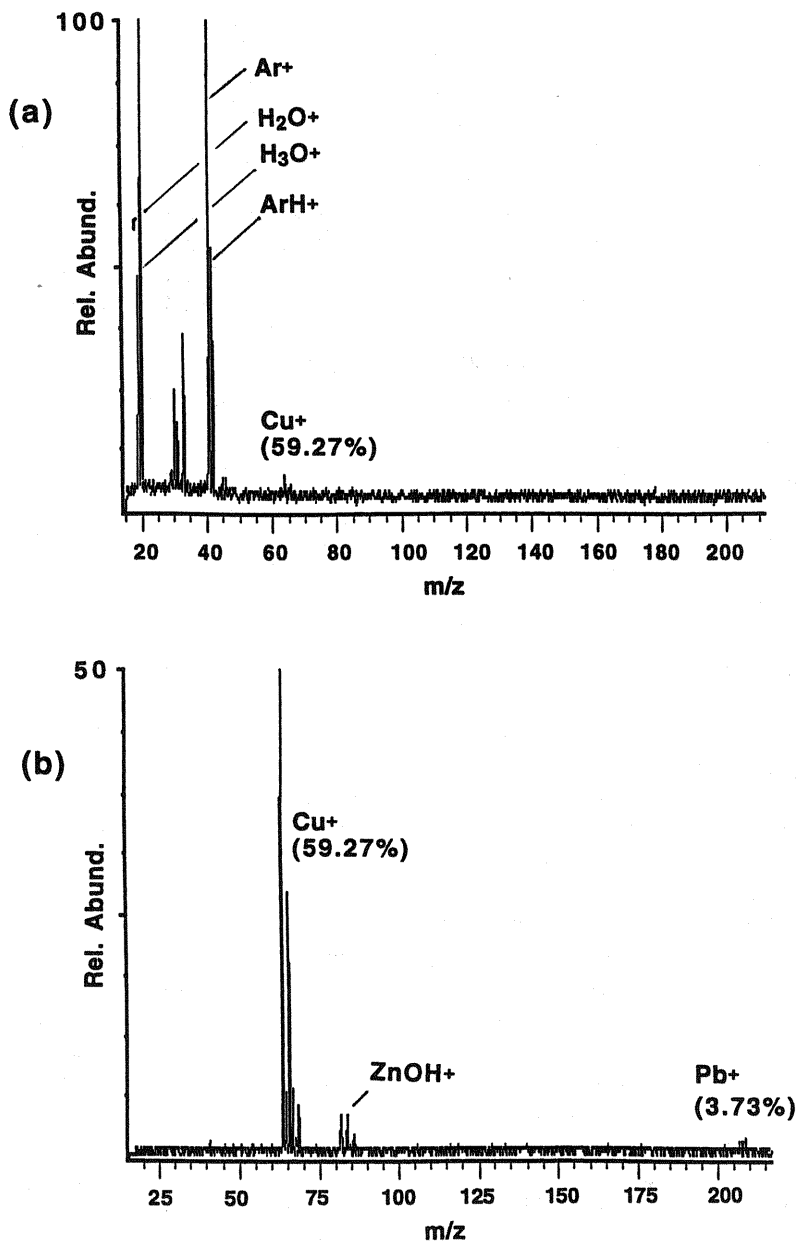 100
(a)
Ar+
H2O+
H3O+
ArH+
Rel. Abund.
Cu+
(59.27%)
20 40 60 80 100 120 140 160 180 200
m/z
50
(b)
Cu+
(59.27%)
Rel. Abund.
ZnOH+
Pb+
(3.73%)
25 50 75 100 125 150 175 200
m/z